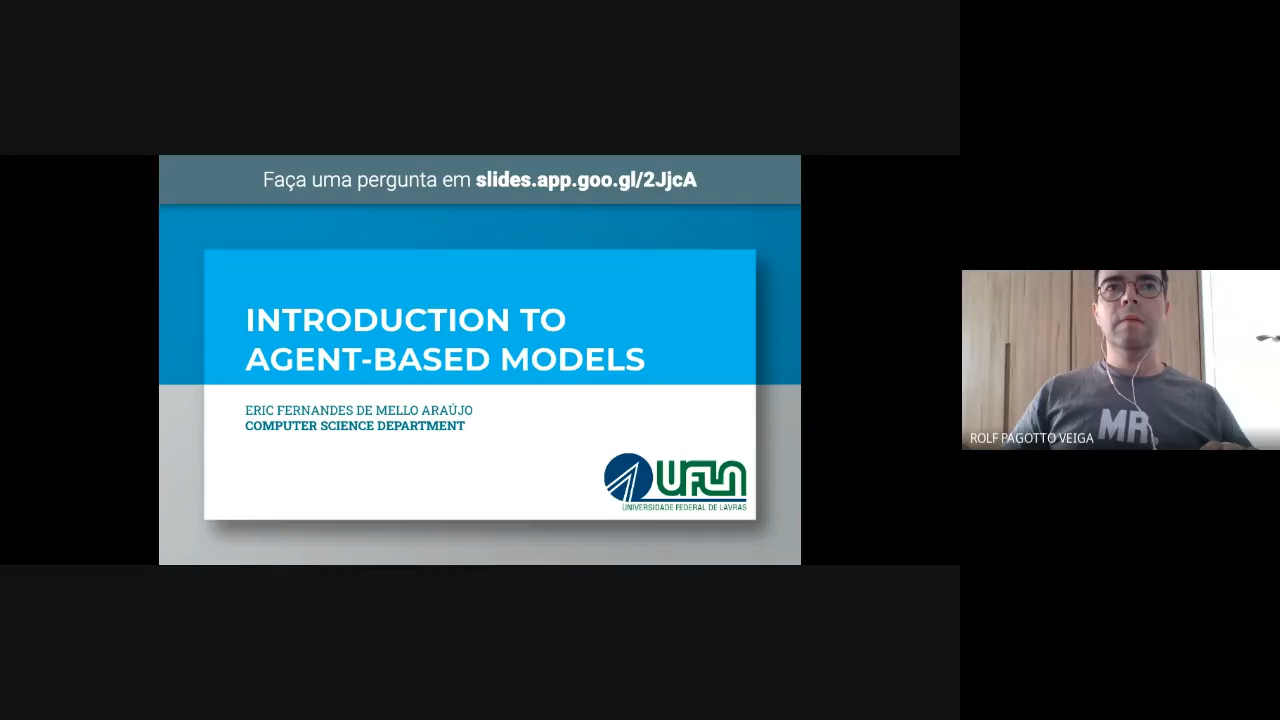 Faça uma pergunta em slides.app.goo.gl/2JjcA
INTRODUCTION TO
AGENT-BASED MODELS
ERIC FERNANDES DE MELLO ARAÚJO
COMPUTER SCIENCE DEPARTMENT
UFLA
UNIVERSIDADE FEDERAL DE LAVRAS
MR.
ROLF PAGOTTO VEIGA